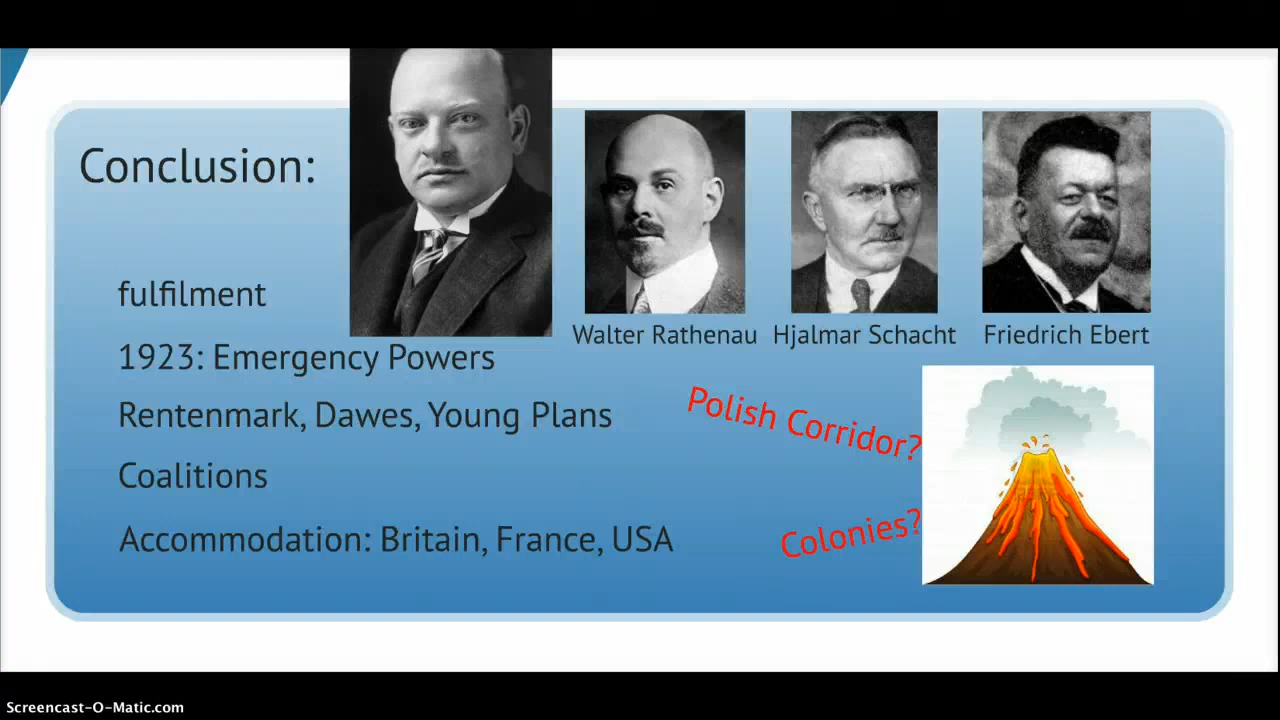 Conclusion:
Walter Rathenau
Hjalmar Schacht
Friedrich Ebert
fulfilment
1923: Emergency Powers
Rentenmark, Dawes, Young Plans
Coalitions
Accommodation: Britain, France, USA
Polish Corridor?
Colonies?
Screencast-O-Matic.com